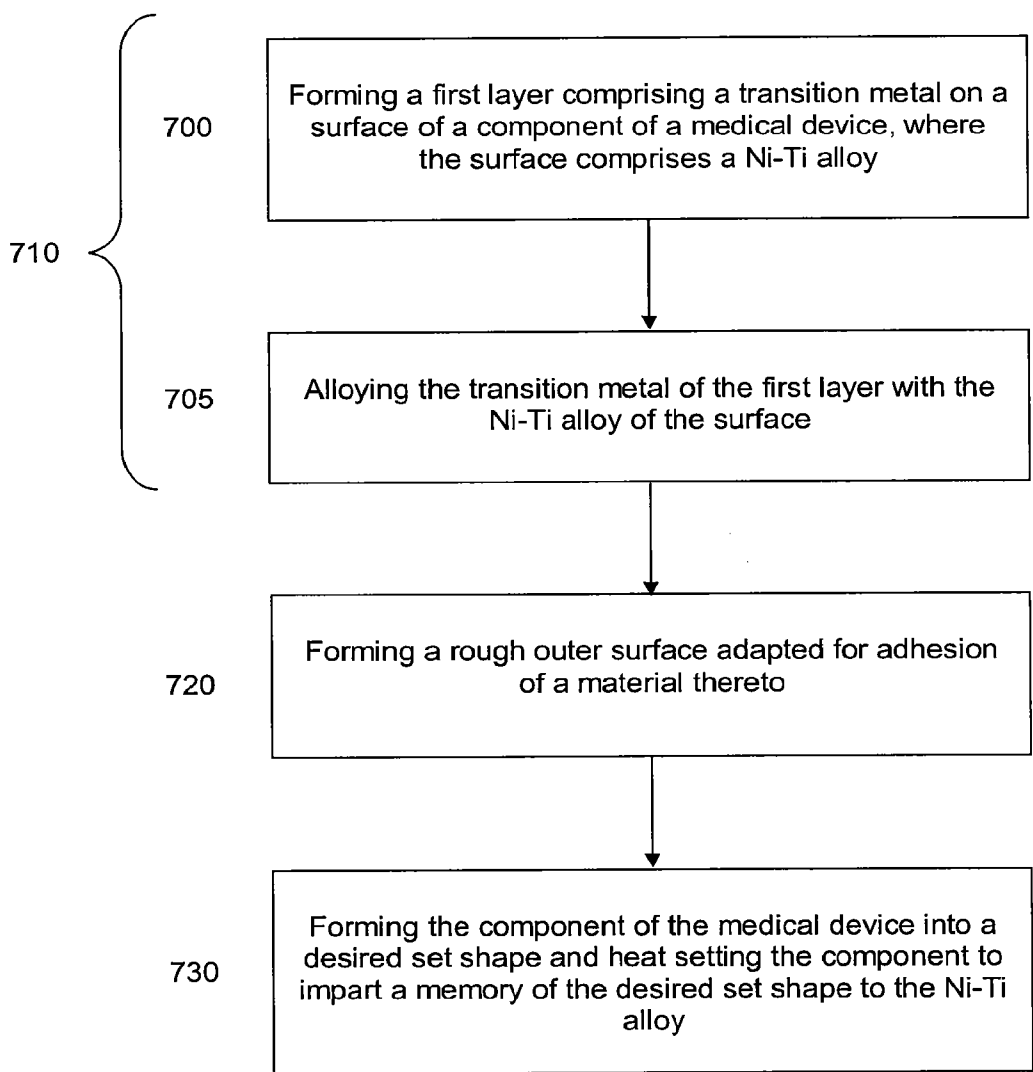 700
Forming a first layer comprising a transition metal on a
surface of a component of a medical device, where
the surface comprises a Ni-Ti alloy
710
705
Alloying the transition metal of the first layer with the
Ni-Ti alloy of the surface
720
Forming a rough outer surface adapted for adhesion
of a material thereto
730
Forming the component of the medical device into a
desired set shape and heat setting the component to
impart a memory of the desired set shape to the Ni-Ti
alloy